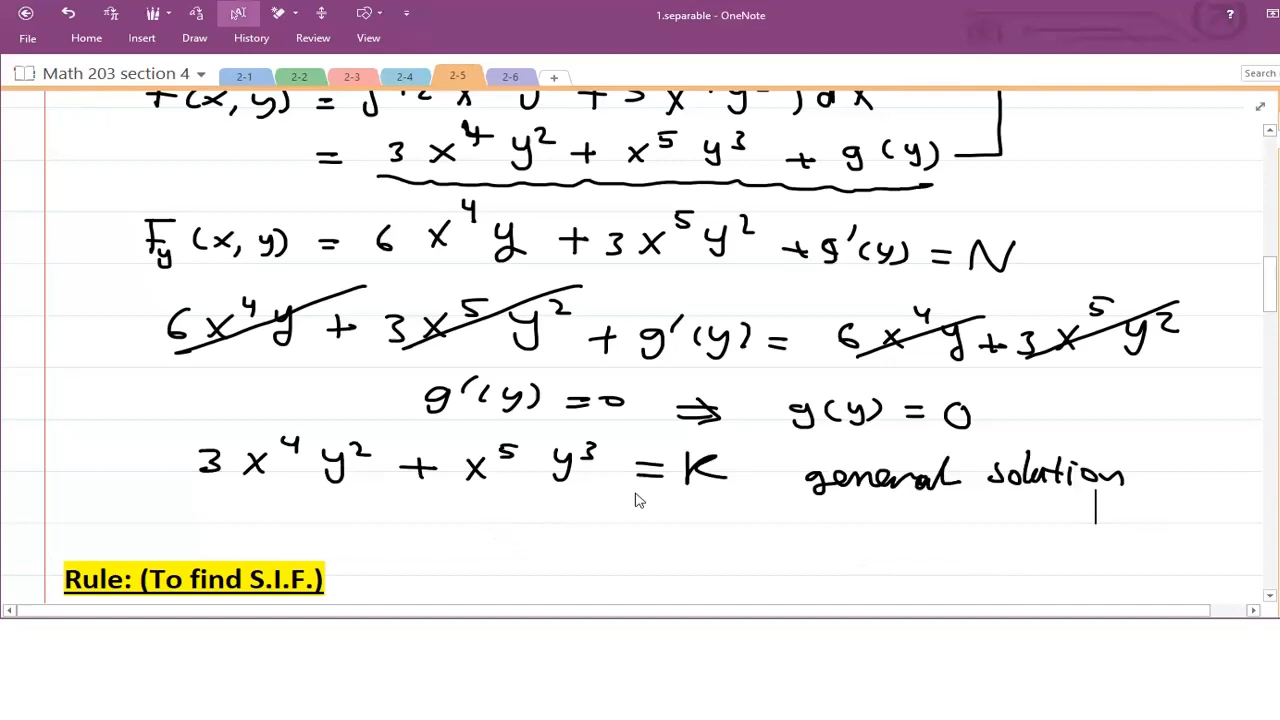 1.separable - OneNote
?
File Home Insert Draw History Review View
Math 203 section 4 2-1 2-2 2-3 2-4 2-5 2-6 + Search
= 3 x⁴ y² + x⁵ y³ + g(y)
F_y (x, y) = 6 x⁴ y + 3 x⁵ y² + g'(y) = N
6 x⁴ y + 3 x⁵ y² + g'(y) = 6 x⁴ y + 3 x⁵ y²
g'(y) = 0 ⇒ g(y) = 0
3 x⁴ y² + x⁵ y³ = K general solution
Rule: (To find S.I.F.)